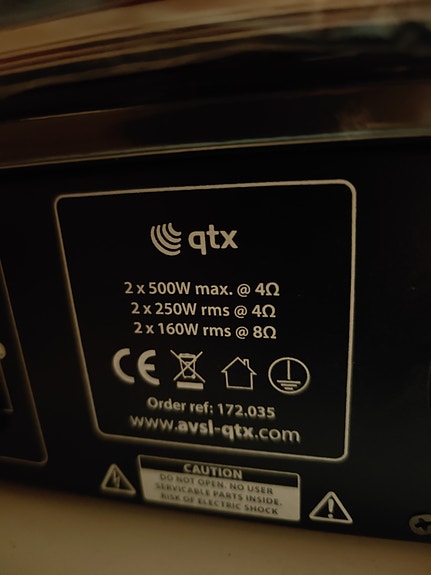 qtx
2 x 500W max. @ 4Ω
2 x 250W rms @ 4Ω
2 x 160W rms @ 8Ω
CE
Order ref: 172.035
www.avsl-qtx.com
CAUTION
DO NOT OPEN. NO USER
SERVICABLE PARTS INSIDE.
RISK OF ELECTRIC SHOCK